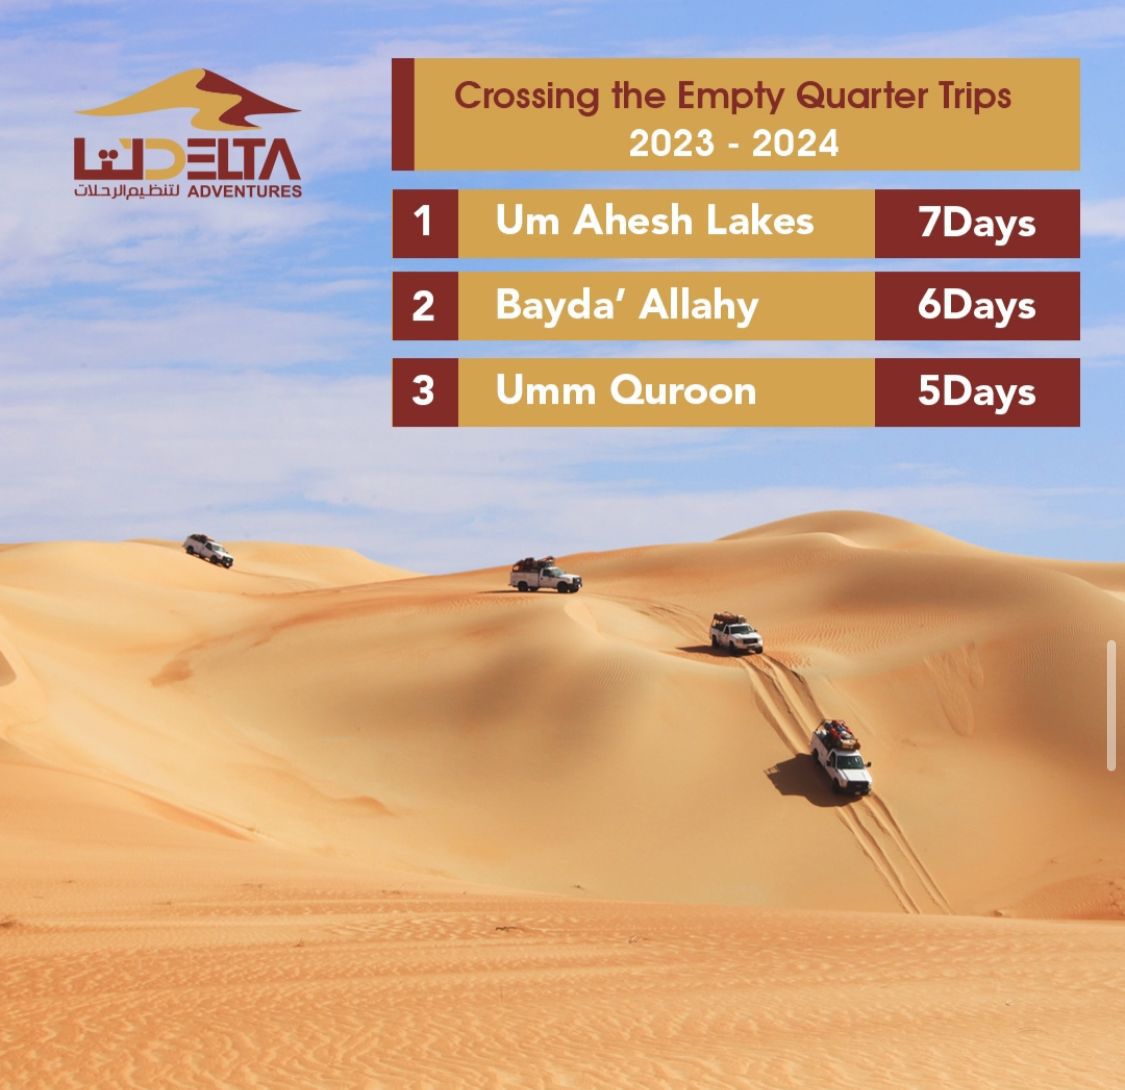 دلتا DELTA
لتنظيم الرحلات ADVENTURES
Crossing the Empty Quarter Trips
2023 - 2024
1 Um Ahesh Lakes 7Days
2 Bayda’ Allahy 6Days
3 Umm Quroon 5Days